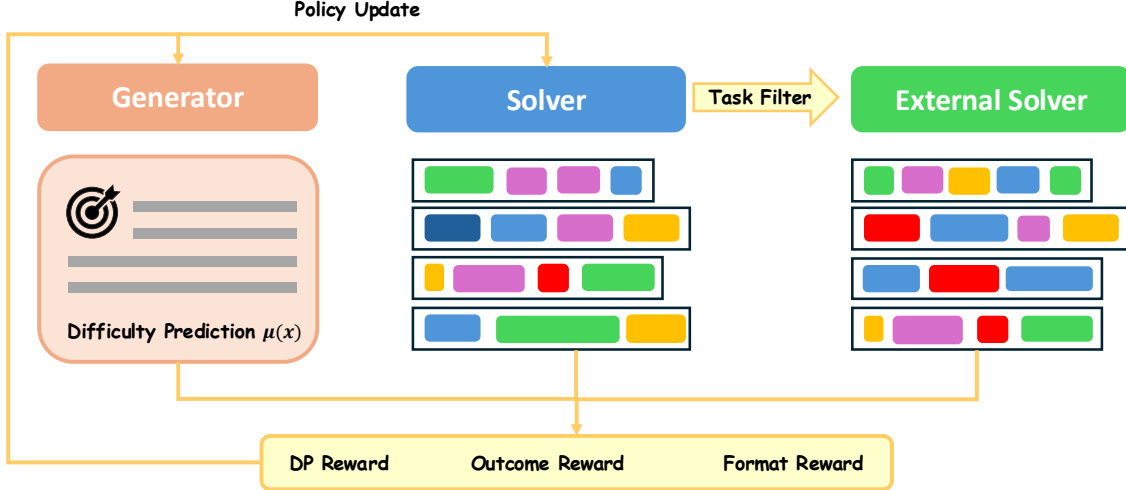 Policy Update
Generator
Solver
Task Filter
External Solver
Difficulty Prediction μ(x)
DP Reward
Outcome Reward
Format Reward